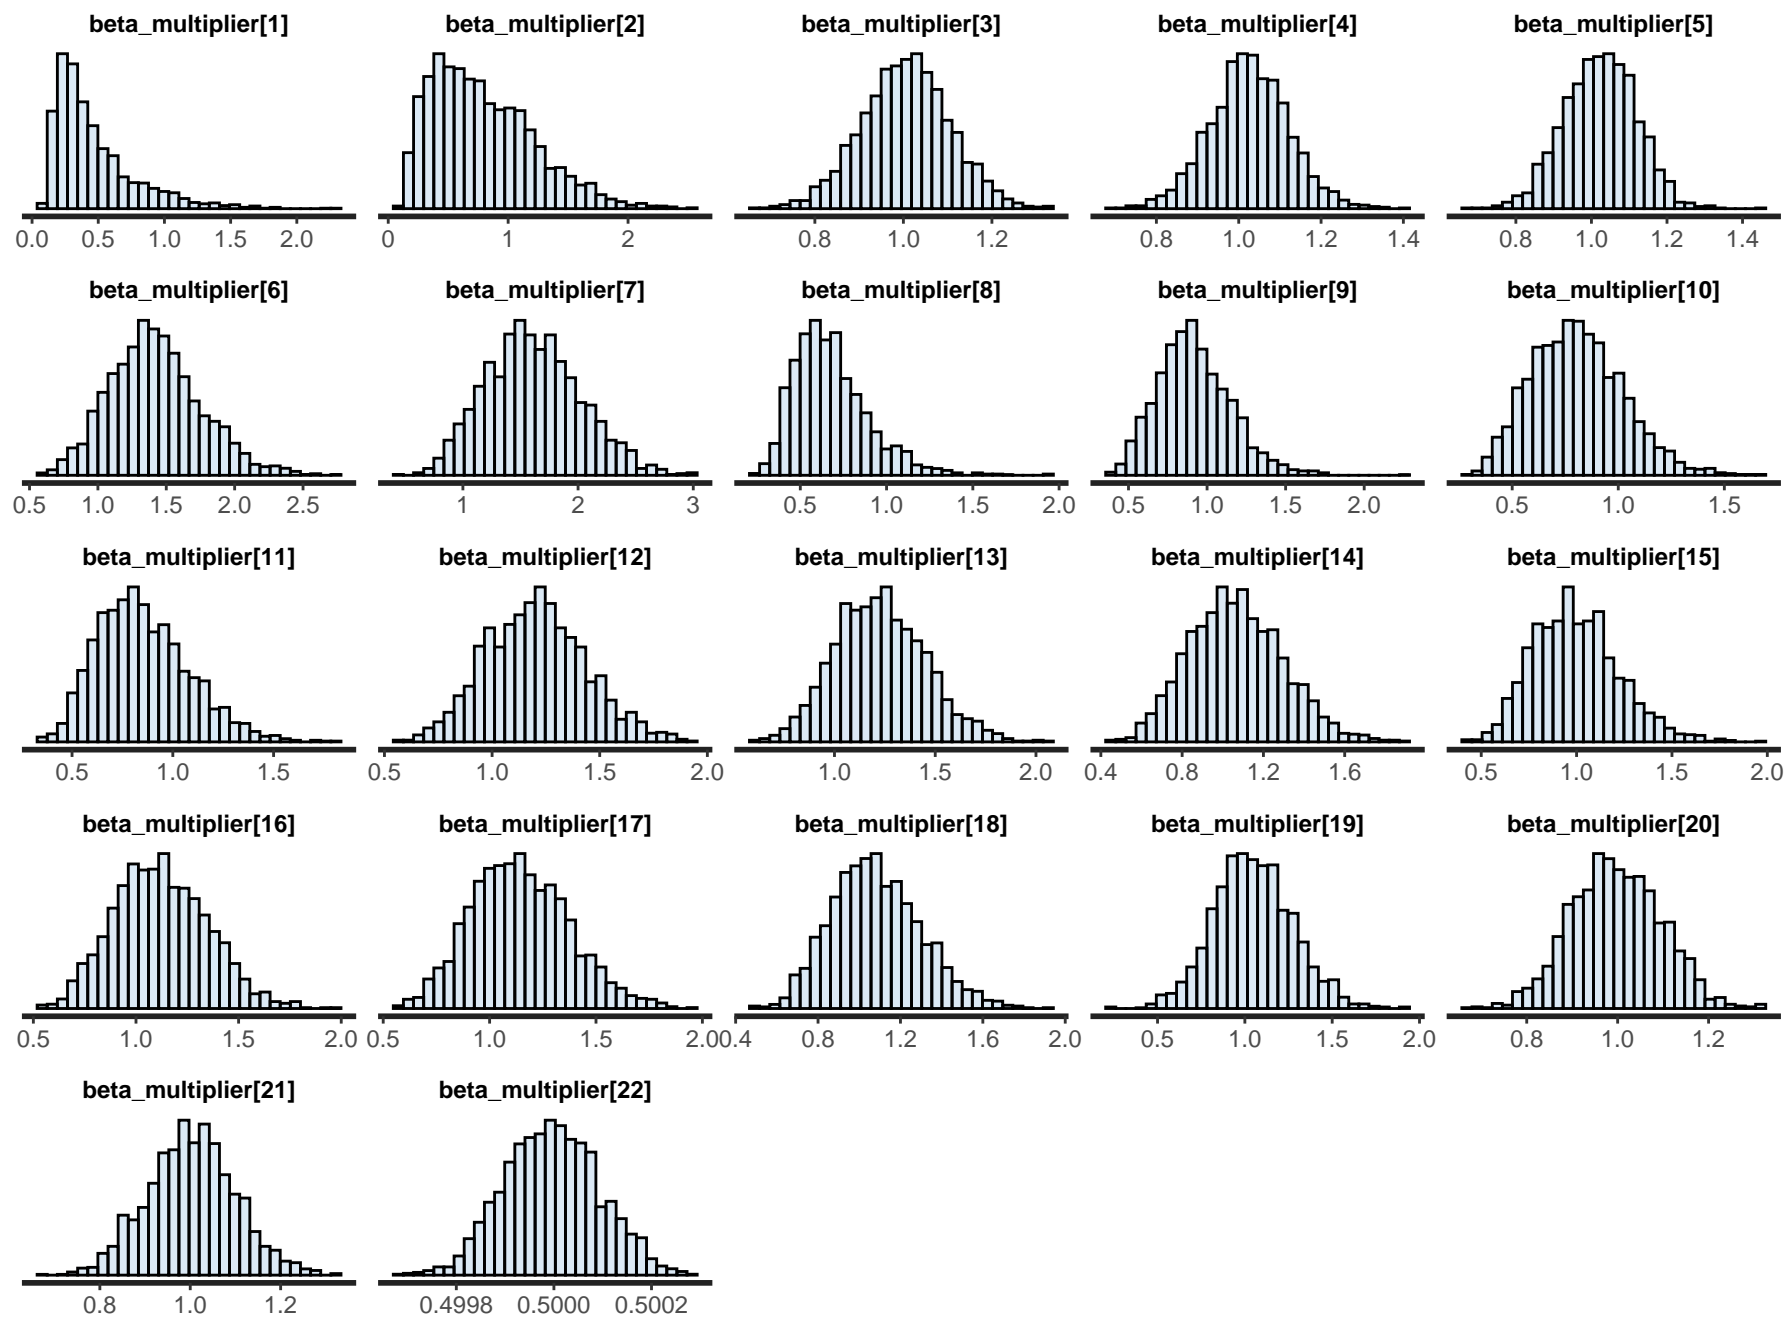 beta_multiplier[1] beta_multiplier[2] beta_multiplier[3] beta_multiplier[4] beta_multiplier[5]
0.0 0.5 1.0 1.5 2.0 0 1 2 0.8 1.0 1.2 0.8 1.0 1.2 1.4 0.8 1.0 1.2 1.4
beta_multiplier[6] beta_multiplier[7] beta_multiplier[8] beta_multiplier[9] beta_multiplier[10]
0.5 1.0 1.5 2.0 2.5 1 2 3 0.5 1.0 1.5 2.0 0.5 1.0 1.5 2.0 0.5 1.0 1.5
beta_multiplier[11] beta_multiplier[12] beta_multiplier[13] beta_multiplier[14] beta_multiplier[15]
0.5 1.0 1.5 0.5 1.0 1.5 2.0 1.0 1.5 2.0 0.4 0.8 1.2 1.6 0.5 1.0 1.5 2.0
beta_multiplier[16] beta_multiplier[17] beta_multiplier[18] beta_multiplier[19] beta_multiplier[20]
0.5 1.0 1.5 2.0 0.5 1.0 1.5 2.0 0.4 0.8 1.2 1.6 2.0 0.5 1.0 1.5 2.0 0.8 1.0 1.2
beta_multiplier[21] beta_multiplier[22]
0.8 1.0 1.2 0.4998 0.5000 0.5002